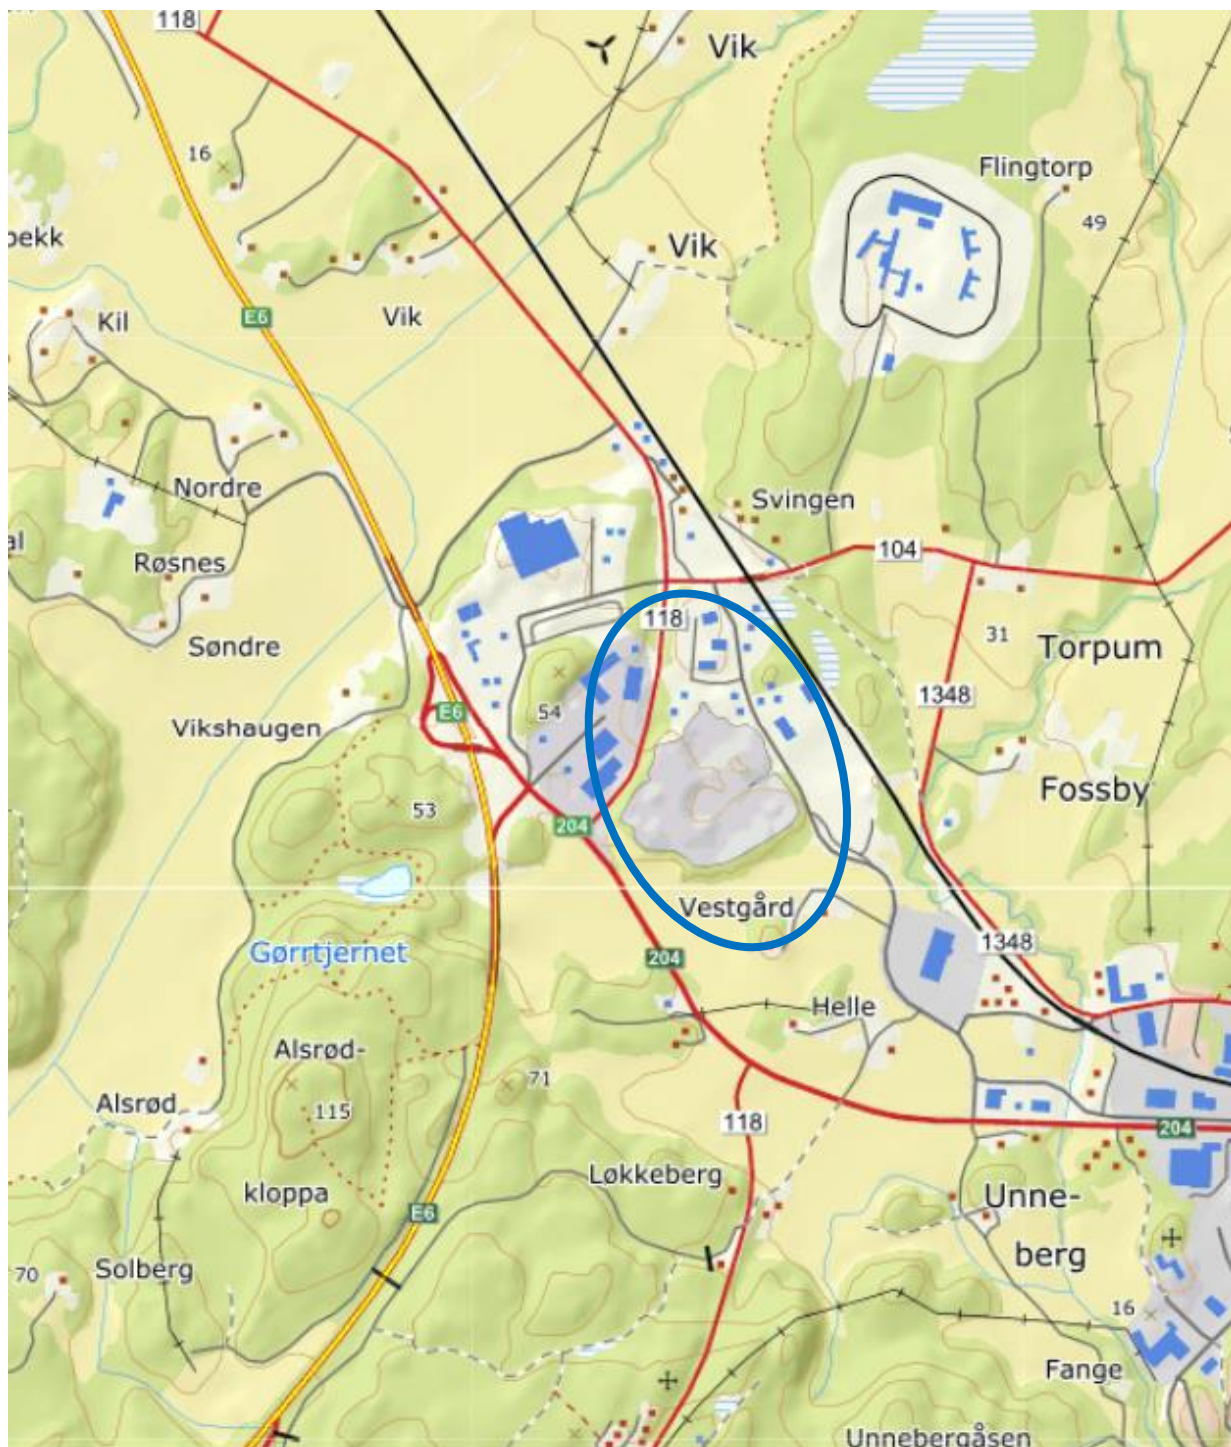 118
Vik
16
Flingtorp
49
Vik
Vik
E6
Kil
Nordre
Svingen
Røsnes
104
Søndre
118
31
Torpum
Vikshaugen
E6
54
1348
53
204
Fossby
Vestgård
Gørrtjernet
204
1348
Helle
Alsrød-
71
115
Alsrød
118
204
kloppa
Løkkeberg
E6
Unne-
berg
Solberg
70
16
Fange
Unnebergåsen